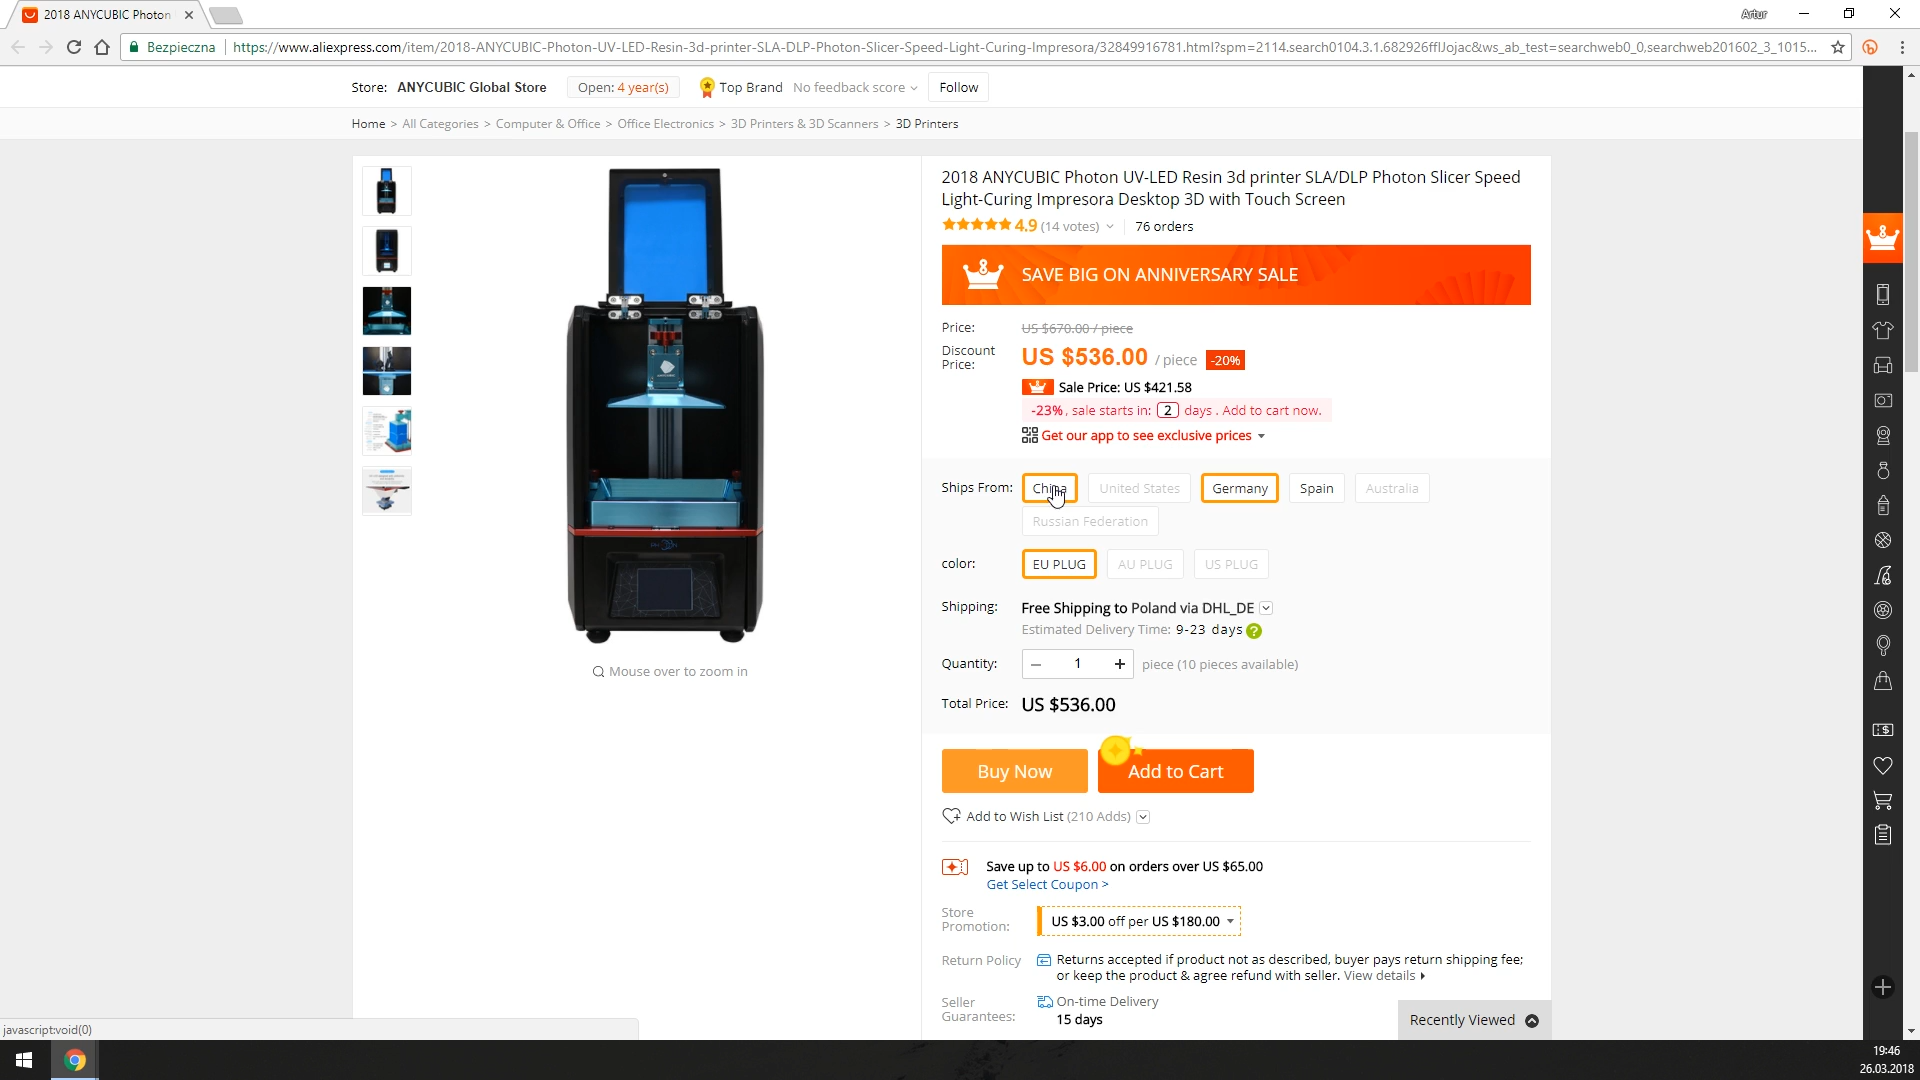 2018 ANYCUBIC Photon
Artur
Bezpieczna
https://www.aliexpress.com/item/2018-ANYCUBIC-Photon-UV-LED-Resin-3d-printer-SLA-DLP-Photon-Slicer-Speed-Light-Curing-Impresora/32849916781.html?spm=2114.search0104.3.1.682926fflJojac&ws_ab_test=searchweb0_0,searchweb201602_3_1015...
Store: ANYCUBIC Global Store Open: 4 year(s) Top Brand No feedback score Follow
Home > All Categories > Computer & Office > Office Electronics > 3D Printers & 3D Scanners > 3D Printers
2018 ANYCUBIC Photon UV-LED Resin 3d printer SLA/DLP Photon Slicer Speed
Light-Curing Impresora Desktop 3D with Touch Screen
4.9 (14 votes) 76 orders
8 SAVE BIG ON ANNIVERSARY SALE
8
Price: US $670.00 / piece
Discount
Price:
US $536.00 / piece -20%
Sale Price: US $421.58
-23%, sale starts in: 2 days . Add to cart now.
Get our app to see exclusive prices
Ships From: China United States Germany Spain Australia
Russian Federation
color: EU PLUG AU PLUG US PLUG
Shipping: Free Shipping to Poland via DHL_DE
Estimated Delivery Time: 9-23 days ?
Quantity: − 1 + piece (10 pieces available)
Mouse over to zoom in
Total Price: US $536.00
Buy Now Add to Cart
Add to Wish List (210 Adds)
Save up to US $6.00 on orders over US $65.00
Get Select Coupon >
Store
Promotion:
US $3.00 off per US $180.00
Return Policy Returns accepted if product not as described, buyer pays return shipping fee;
or keep the product & agree refund with seller. View details
Seller
Guarantees:
On-time Delivery
15 days
Recently Viewed
javascript:void(0)
19:46
26.03.2018